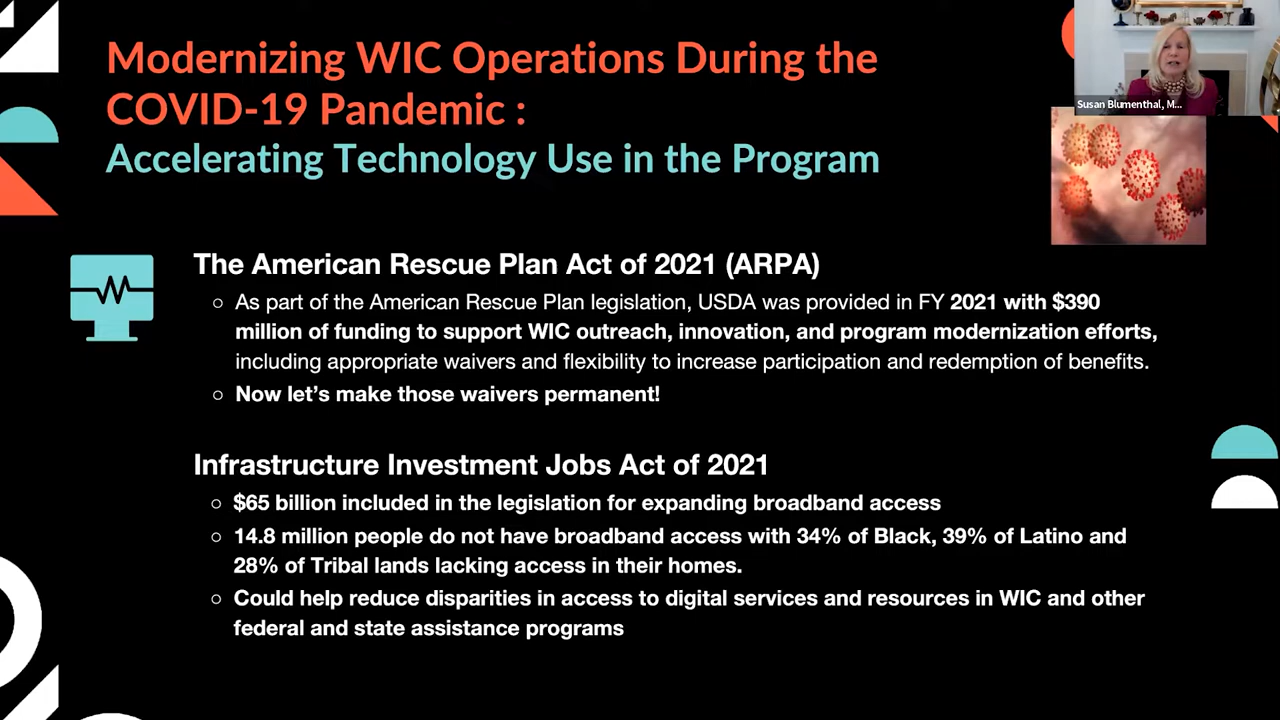 Modernizing WIC Operations During the
COVID-19 Pandemic :
Accelerating Technology Use in the Program
Susan Blumenthal, M...
The American Rescue Plan Act of 2021 (ARPA)
As part of the American Rescue Plan legislation, USDA was provided in FY 2021 with $390
million of funding to support WIC outreach, innovation, and program modernization efforts,
including appropriate waivers and flexibility to increase participation and redemption of benefits.
Now let's make those waivers permanent!
Infrastructure Investment Jobs Act of 2021
$65 billion included in the legislation for expanding broadband access
14.8 million people do not have broadband access with 34% of Black, 39% of Latino and
28% of Tribal lands lacking access in their homes.
Could help reduce disparities in access to digital services and resources in WIC and other
federal and state assistance programs